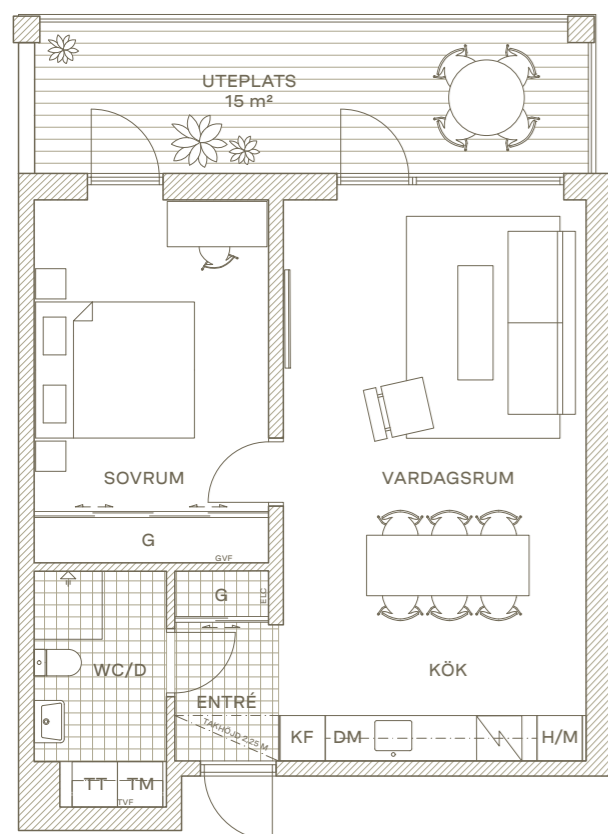 UTEPLATS
15 m²
SOVRUM
VARDAGSRUM
G
GVF
G
ELC
WC/D
ENTRÉ
KÖK
TAKHÖJD 2,25 M
KF
DM
H/M
TT
TM
TVF